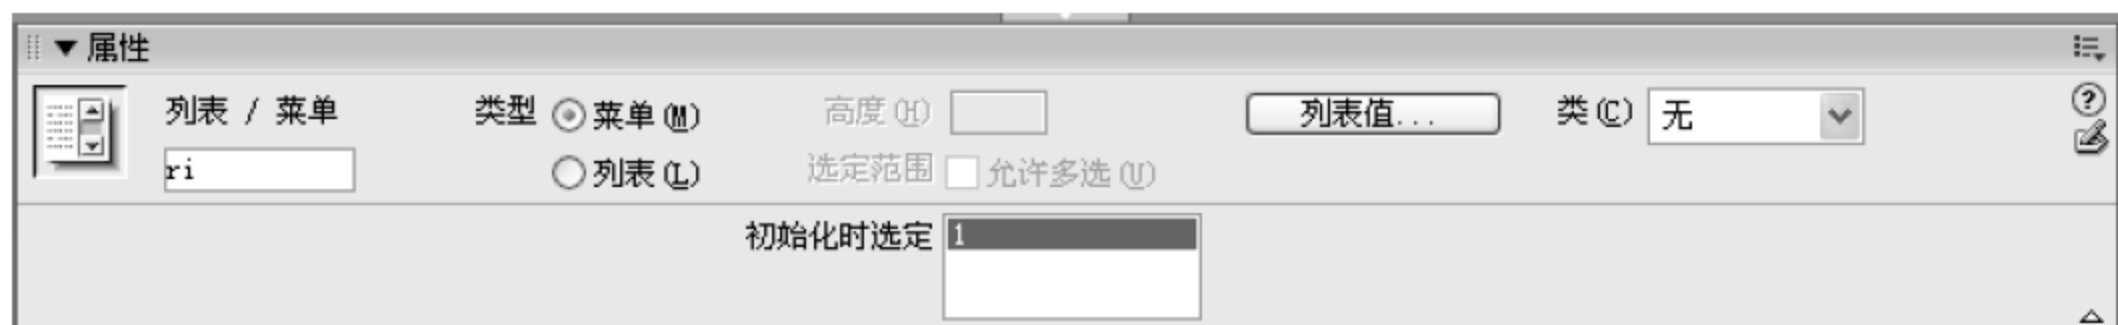 属性
列表 / 菜单 类型 菜单(M) 高度(H) 列表值... 类(C) 无
ri 列表(L) 选定范围 允许多选(U)
初始化时选定 1